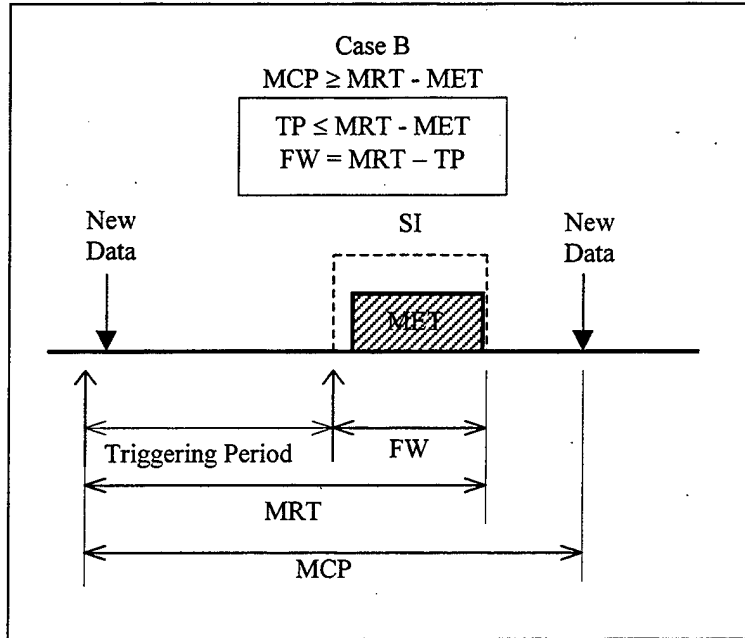 Case B
MCP ≥ MRT - MET
TP ≤ MRT - MET
FW = MRT – TP
New
Data
SI
New
Data
MET
Triggering Period
FW
MRT
MCP